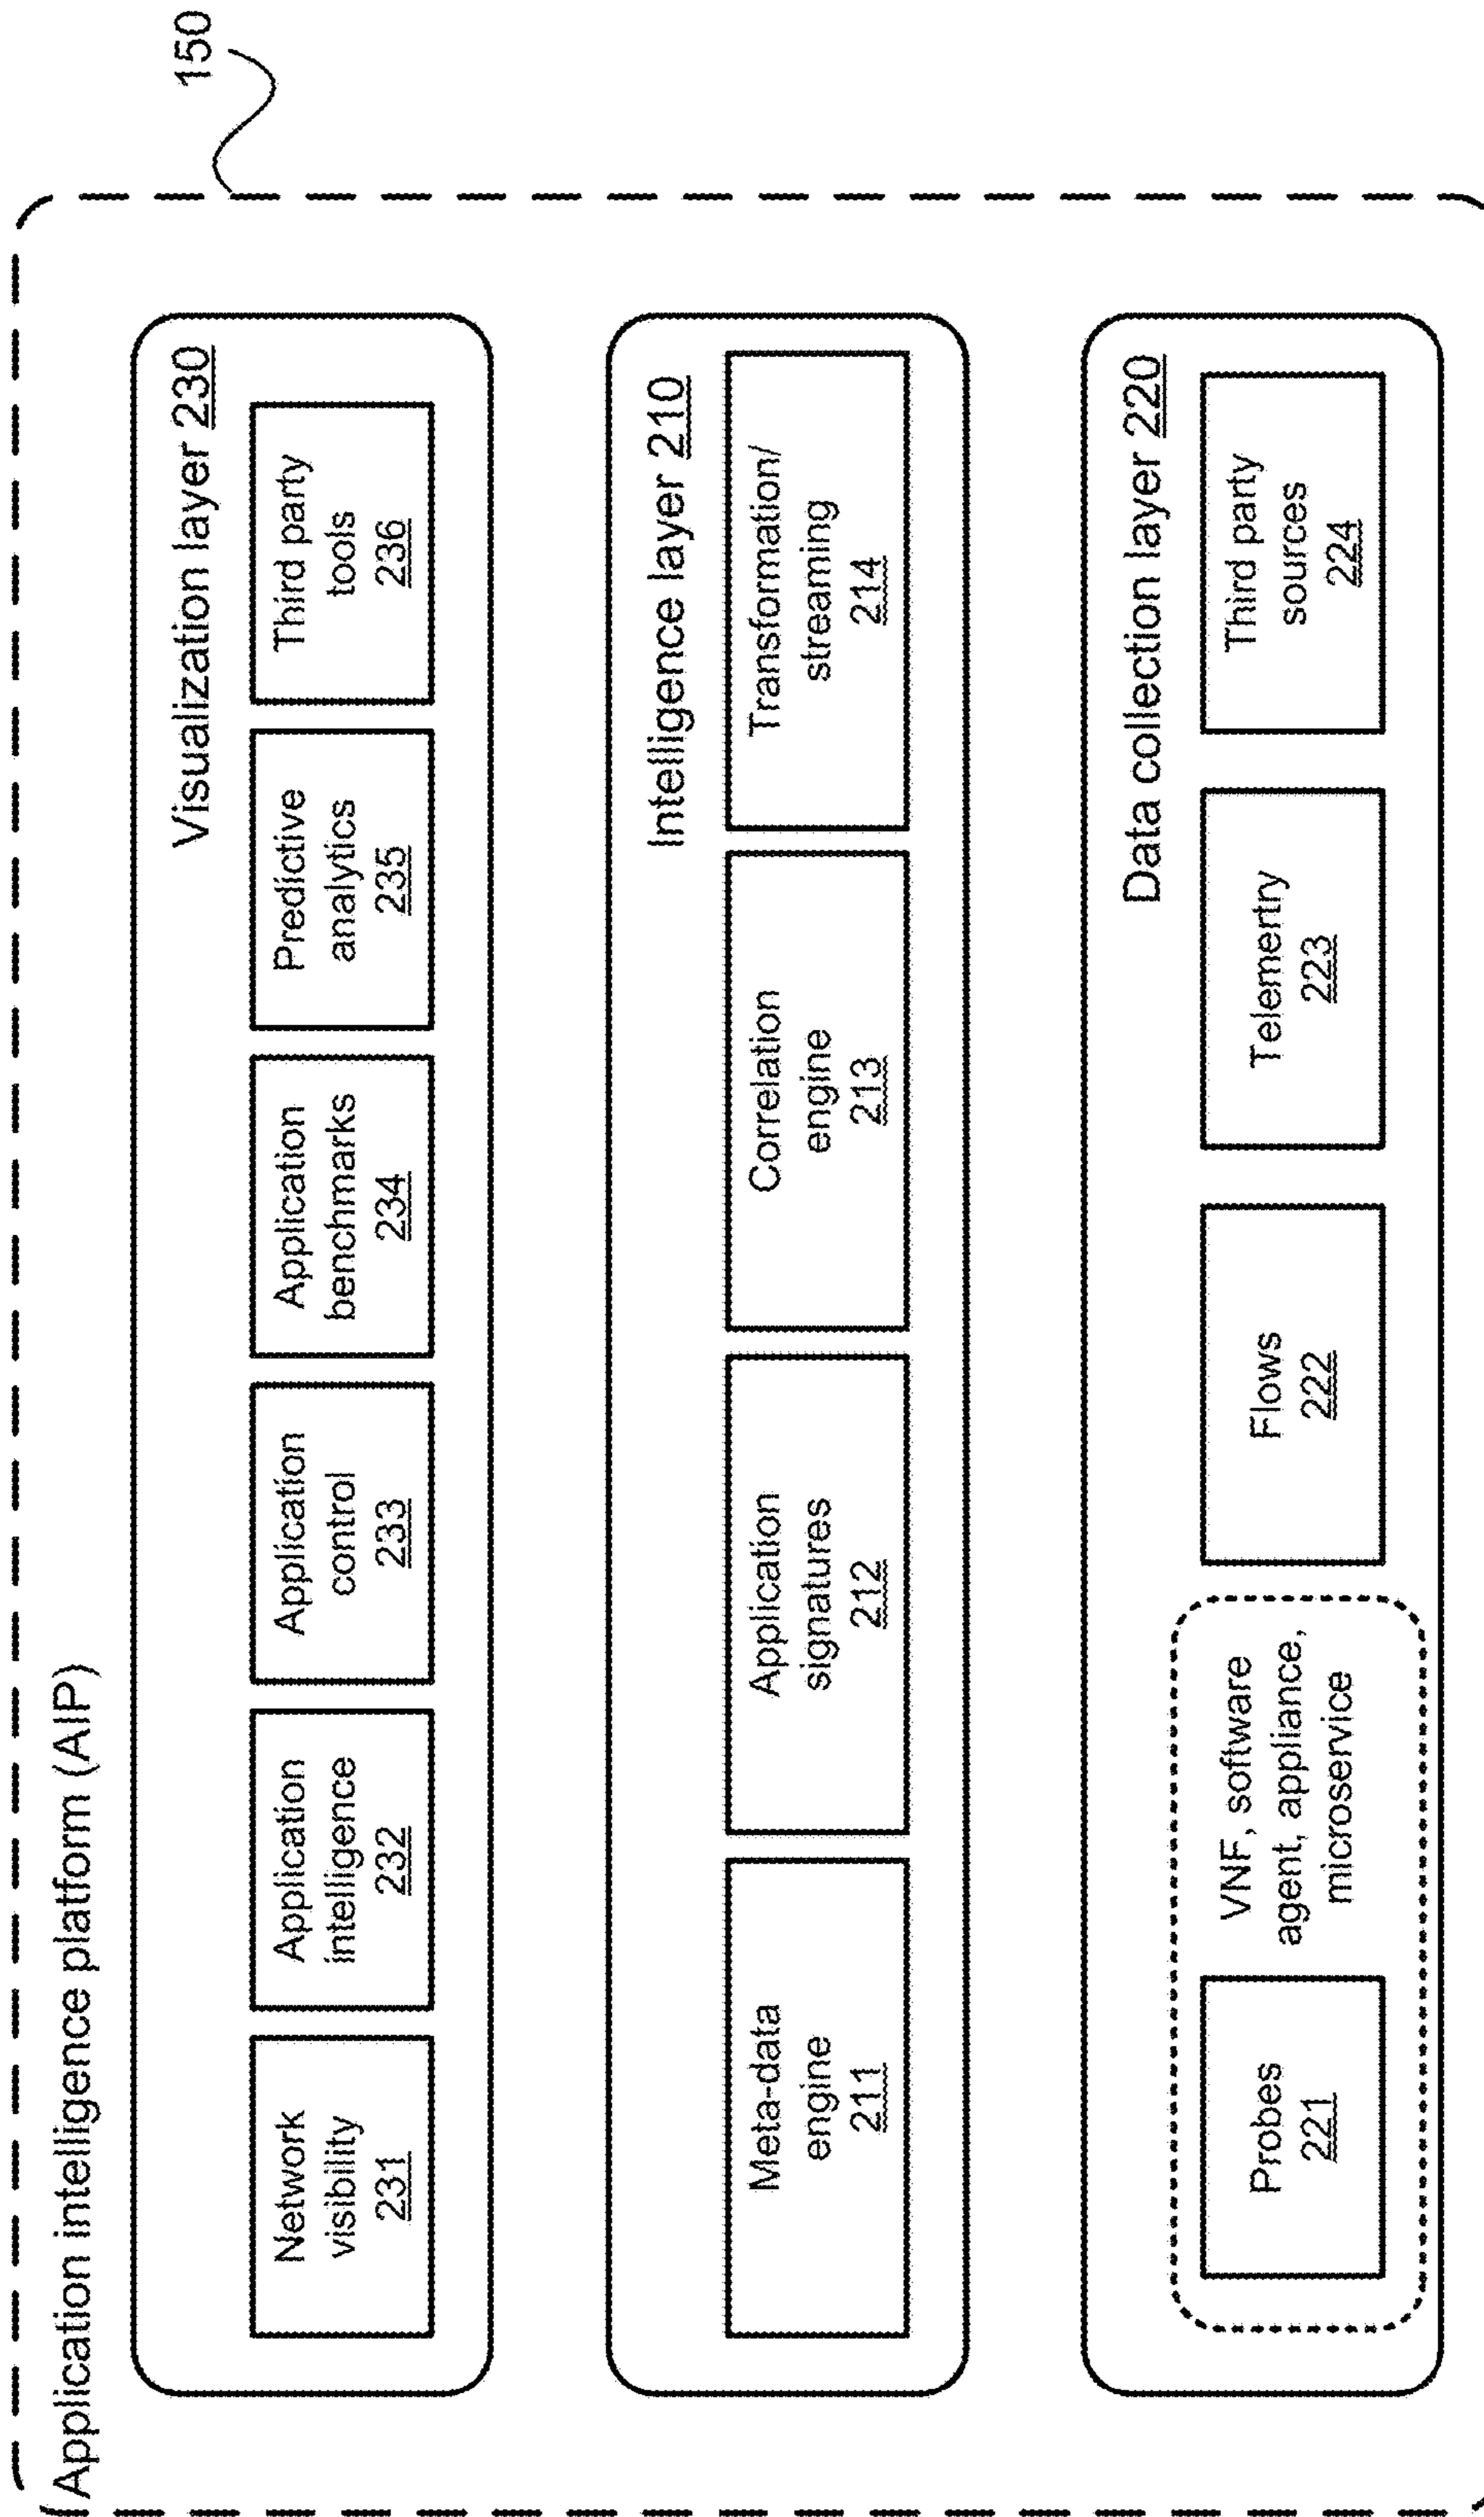 150
Application intelligence platform (AIP)
Visualization layer 230
Network
visibility
231
Application
intelligence
232
Application
control
233
Application
benchmarks
234
Predictive
analytics
235
Third party
tools
236
Intelligence layer 210
Meta-data
engine
211
Application
signatures
212
Correlation
engine
213
Transformation/
streaming
214
Data collection layer 220
Probes
221
VNF, software
agent, appliance,
microservice
Flows
222
Telemertry
223
Third party
sources
224